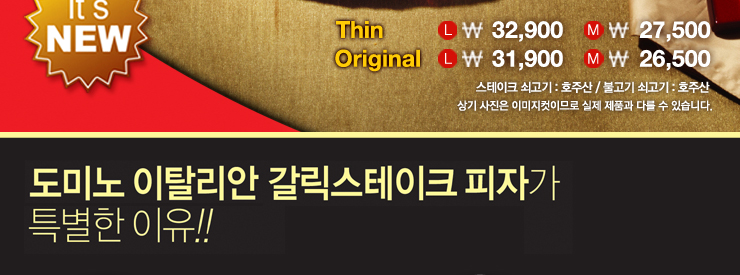 It's
NEW
Thin L ₩ 32,900 M ₩ 27,500
Original L ₩ 31,900 M ₩ 26,500
스테이크 쇠고기 : 호주산 / 불고기 쇠고기 : 호주산
상기 사진은 이미지컷이므로 실제 제품과 다를 수 있습니다.
도미노 이탈리안 갈릭스테이크 피자가
특별한 이유!!